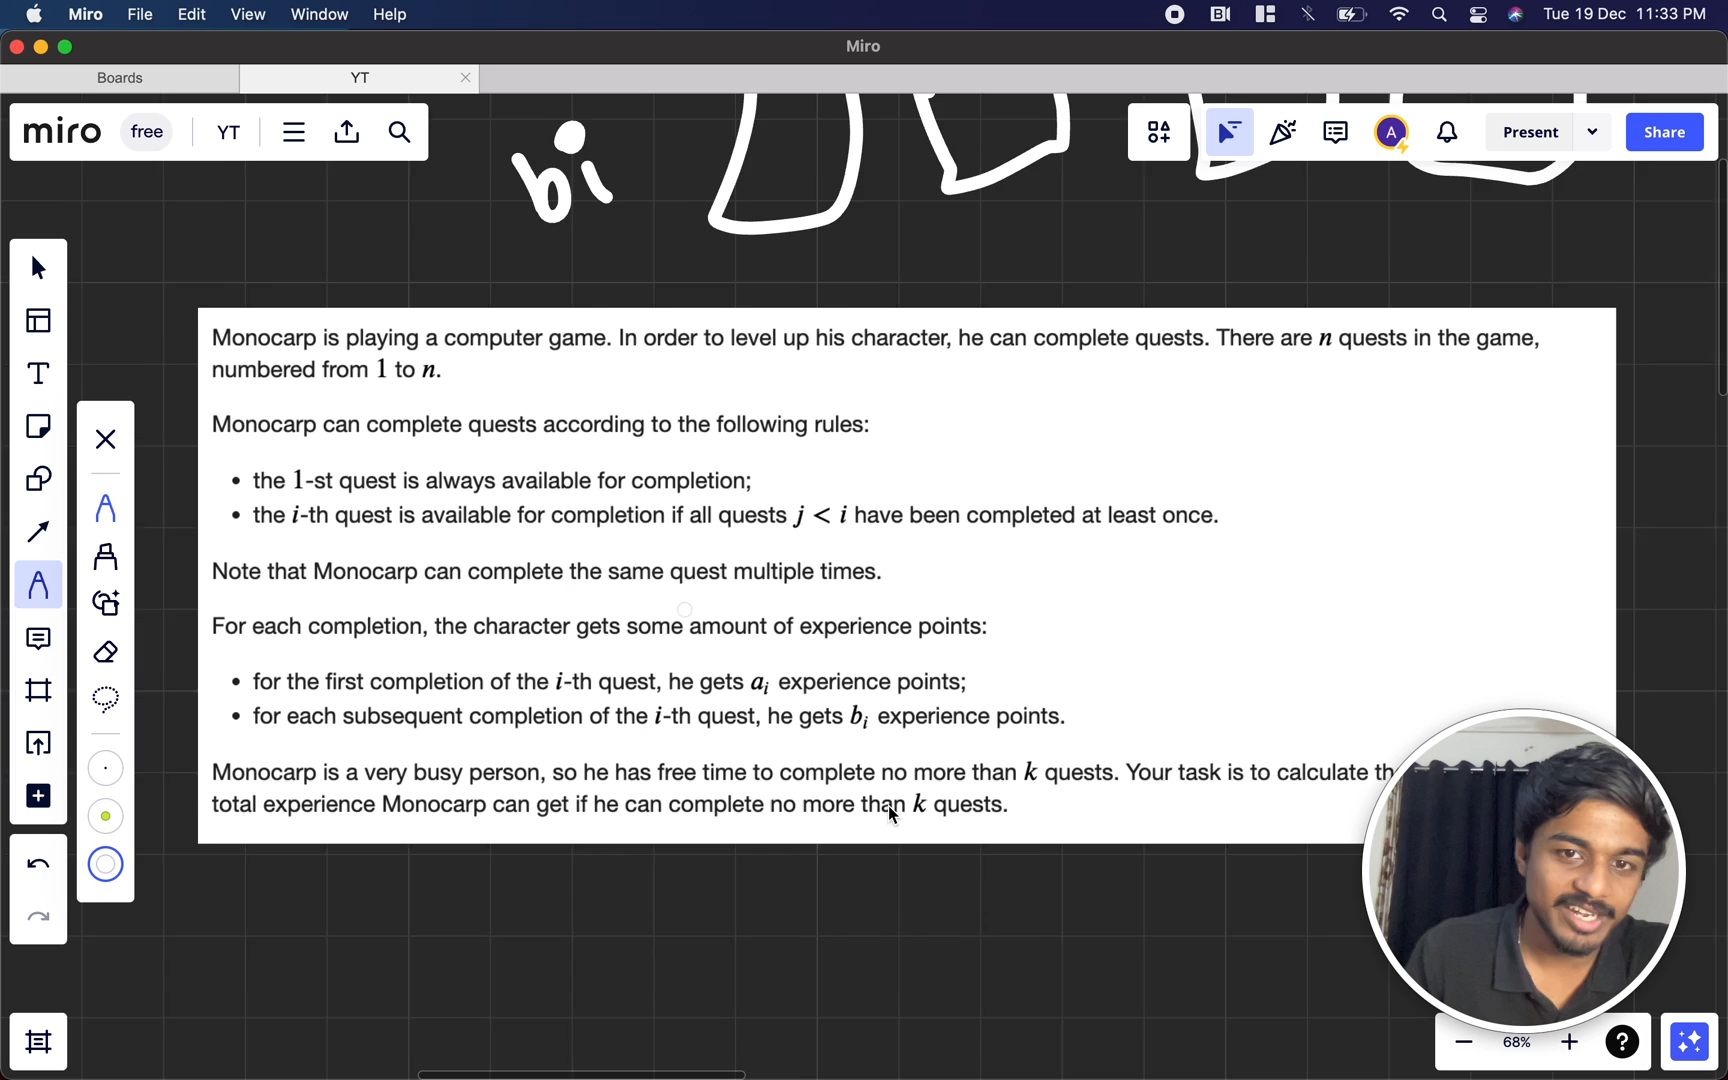 Miro File Edit View Window Help Tue 19 Dec 11:33 PM
Miro
Boards YT
miro free YT Present Share
A
bi
Monocarp is playing a computer game. In order to level up his character, he can complete quests. There are n quests in the game,
numbered from 1 to n.
Monocarp can complete quests according to the following rules:
• the 1-st quest is always available for completion;
• the i-th quest is available for completion if all quests j < i have been completed at least once.
Note that Monocarp can complete the same quest multiple times.
For each completion, the character gets some amount of experience points:
• for the first completion of the i-th quest, he gets aᵢ experience points;
• for each subsequent completion of the i-th quest, he gets bᵢ experience points.
Monocarp is a very busy person, so he has free time to complete no more than k quests. Your task is to calculate th
total experience Monocarp can get if he can complete no more than k quests.
68%